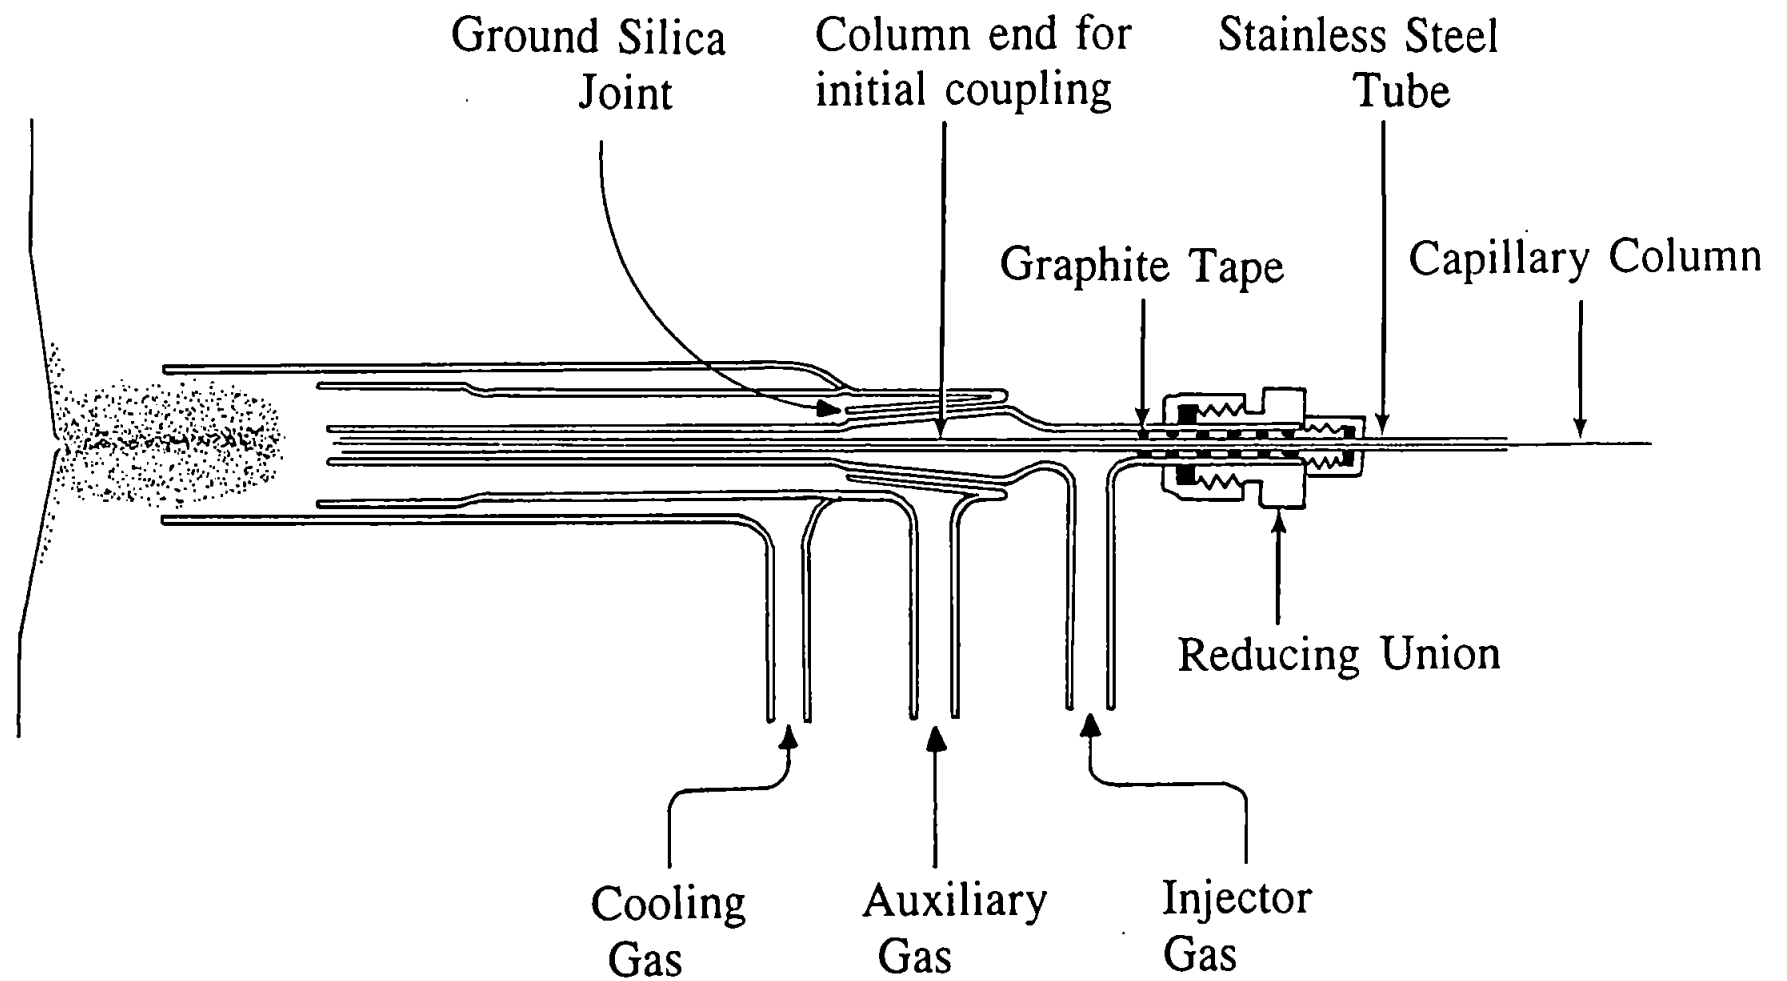 Ground Silica
Joint
Column end for
initial coupling
Stainless Steel
Tube
Graphite Tape
Capillary Column
Reducing Union
Cooling
Gas
Auxiliary
Gas
Injector
Gas